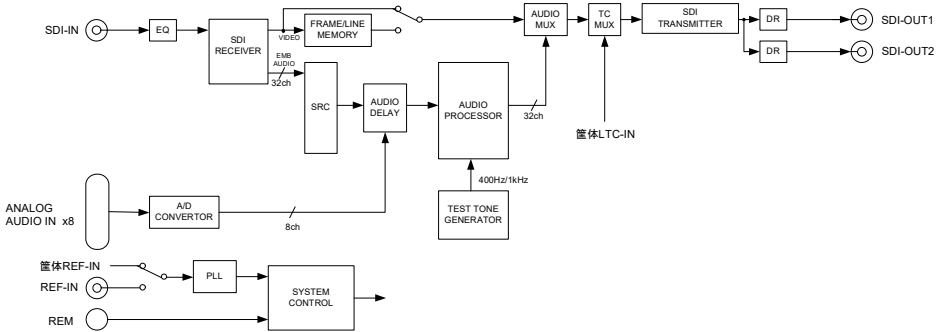 SDI-IN
EQ
SDI
RECEIVER
VIDEO
FRAME/LINE
MEMORY
EMB
AUDIO
32ch
SRC
AUDIO
DELAY
AUDIO
PROCESSOR
32ch
AUDIO
MUX
TC
MUX
SDI
TRANSMITTER
DR
SDI-OUT1
DR
SDI-OUT2
筐体LTC-IN
400Hz/1kHz
TEST TONE
GENERATOR
ANALOG
AUDIO IN x8
A/D
CONVERTOR
8ch
筐体REF-IN
REF-IN
PLL
SYSTEM
CONTROL
REM